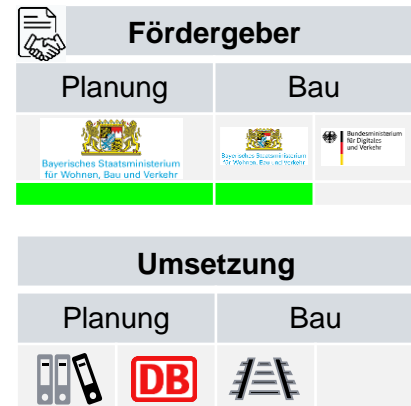 Fördergeber
Planung Bau
Bayerisches Staatsministerium
für Wohnen, Bau und Verkehr
Bayerisches Staatsministerium
für Wohnen, Bau und Verkehr
Bundesministerium
für Digitales
und Verkehr
Umsetzung
Planung Bau
DB